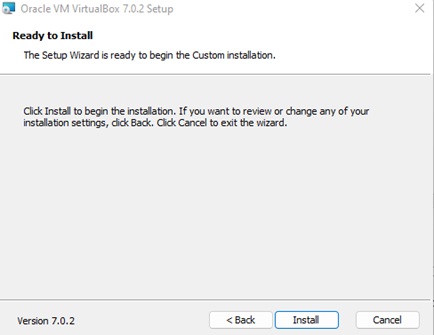 Oracle VM VirtualBox 7.0.2 Setup
Ready to Install
The Setup Wizard is ready to begin the Custom installation.
Click Install to begin the installation. If you want to review or change any of your
installation settings, click Back. Click Cancel to exit the wizard.
Version 7.0.2
< Back
Install
Cancel